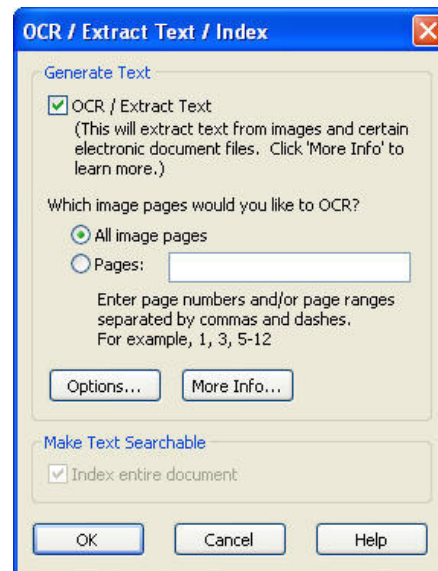 OCR / Extract Text / Index
Generate Text
OCR / Extract Text
(This will extract text from images and certain
electronic document files.  Click 'More Info' to
learn more.)
Which image pages would you like to OCR?
All image pages
Pages:
Enter page numbers and/or page ranges
separated by commas and dashes.
For example, 1, 3, 5-12
Options... More Info...
Make Text Searchable
Index entire document
OK Cancel Help